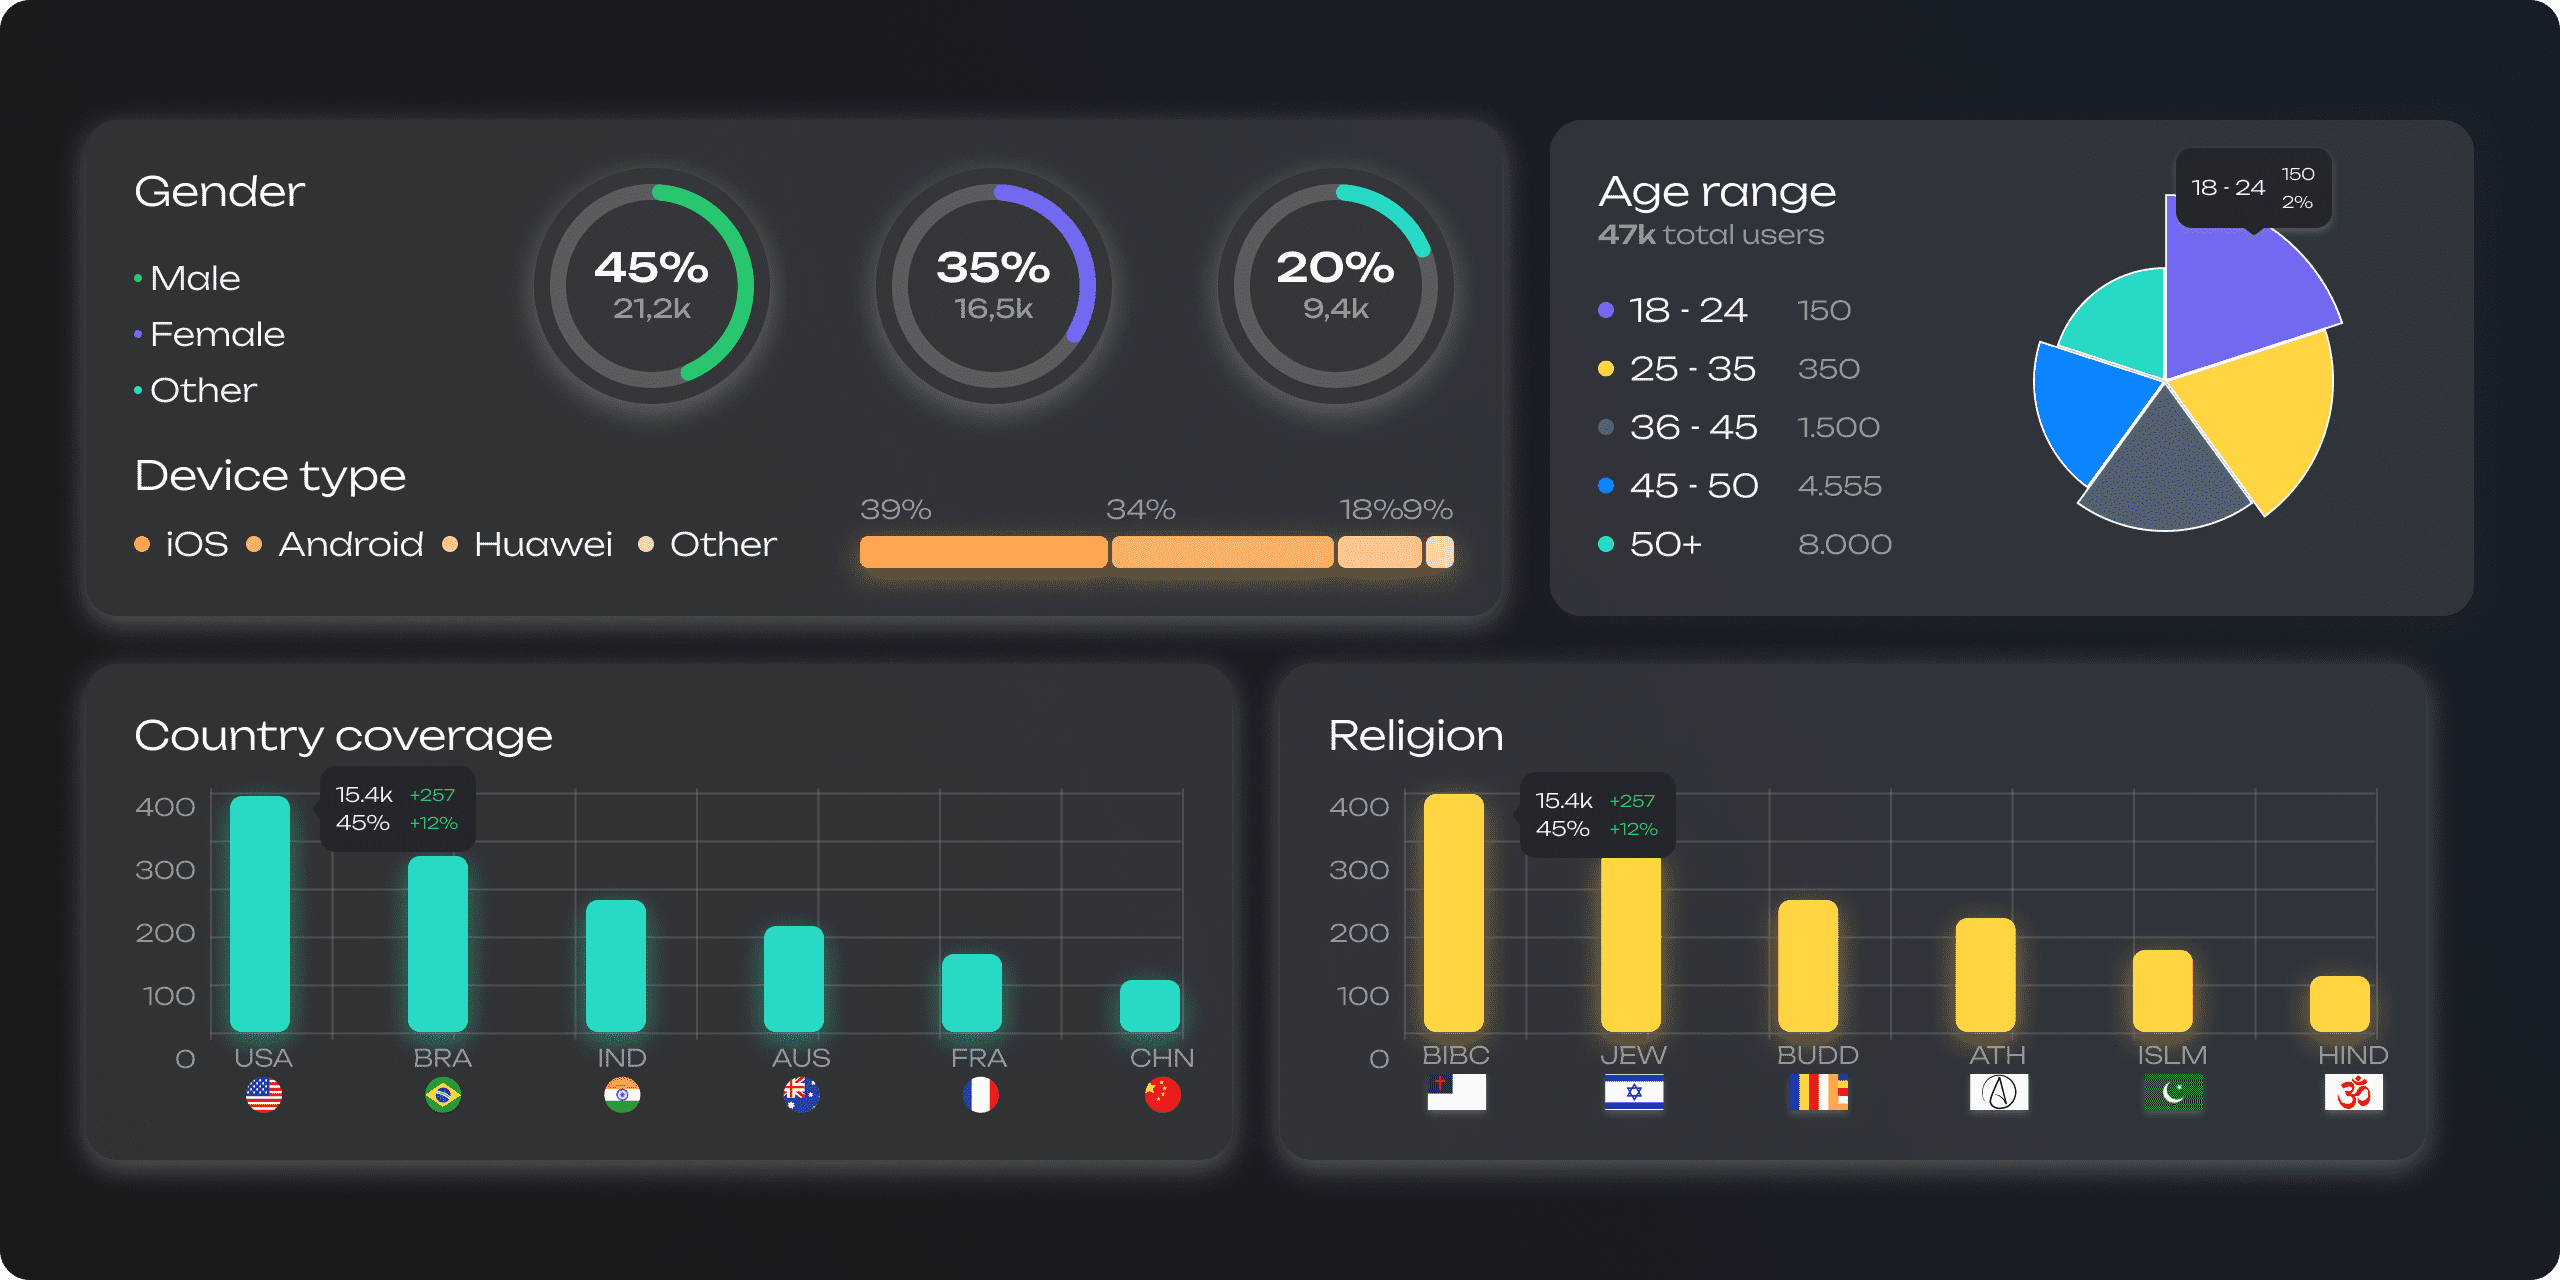 Gender
Male
Female
Other
45%
21,2k
35%
16,5k
20%
9,4k
Device type
iOS Android Huawei Other
39% 34% 18% 9%
Age range
47k total users
18 - 24 150
25 - 35 350
36 - 45 1.500
45 - 50 4.555
50+ 8.000
18 - 24 150
2%
Country coverage
15.4k +257
45% +12%
400
300
200
100
0
USA BRA IND AUS FRA CHN
Religion
15.4k +257
45% +12%
400
300
200
100
0
BIBC JEW BUDD ATH ISLM HIND
ॐ